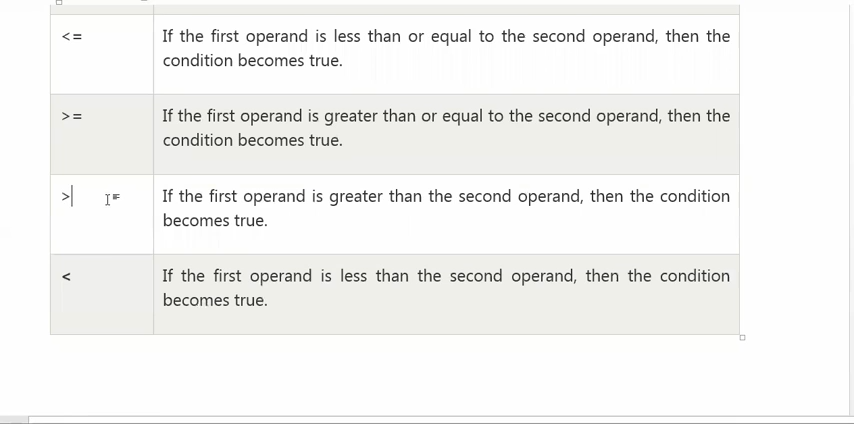 <=
If the first operand is less than or equal to the second operand, then the
condition becomes true.
>=
If the first operand is greater than or equal to the second operand, then the
condition becomes true.
>
If the first operand is greater than the second operand, then the condition
becomes true.
<
If the first operand is less than the second operand, then the condition
becomes true.